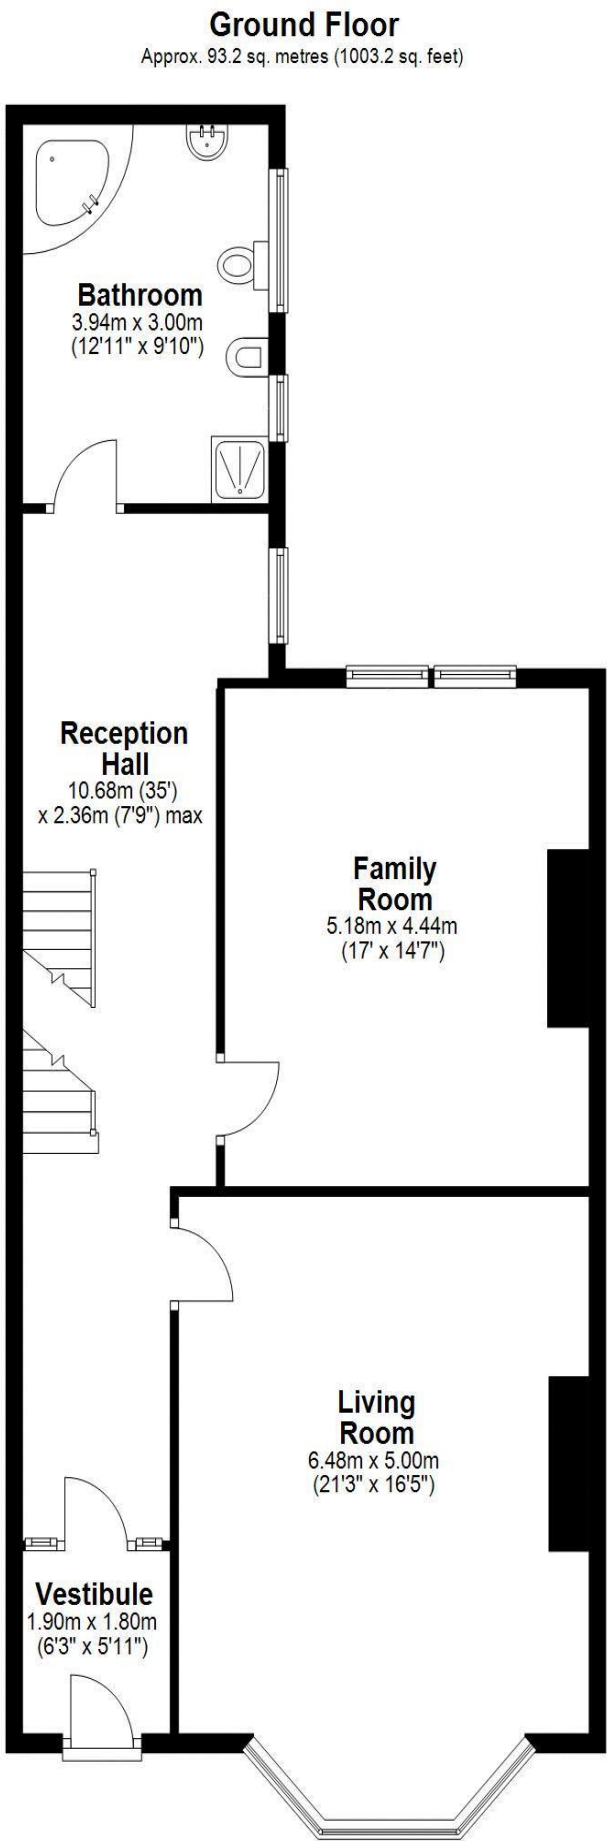 Ground Floor
Approx. 93.2 sq. metres (1003.2 sq. feet)
Bathroom
3.94m x 3.00m
(12'11" x 9'10")
Reception
Hall
10.68m (35')
x 2.36m (7'9") max
Family
Room
5.18m x 4.44m
(17' x 14'7")
Living
Room
6.48m x 5.00m
(21'3" x 16'5")
Vestibule
1.90m x 1.80m
(6'3" x 5'11")